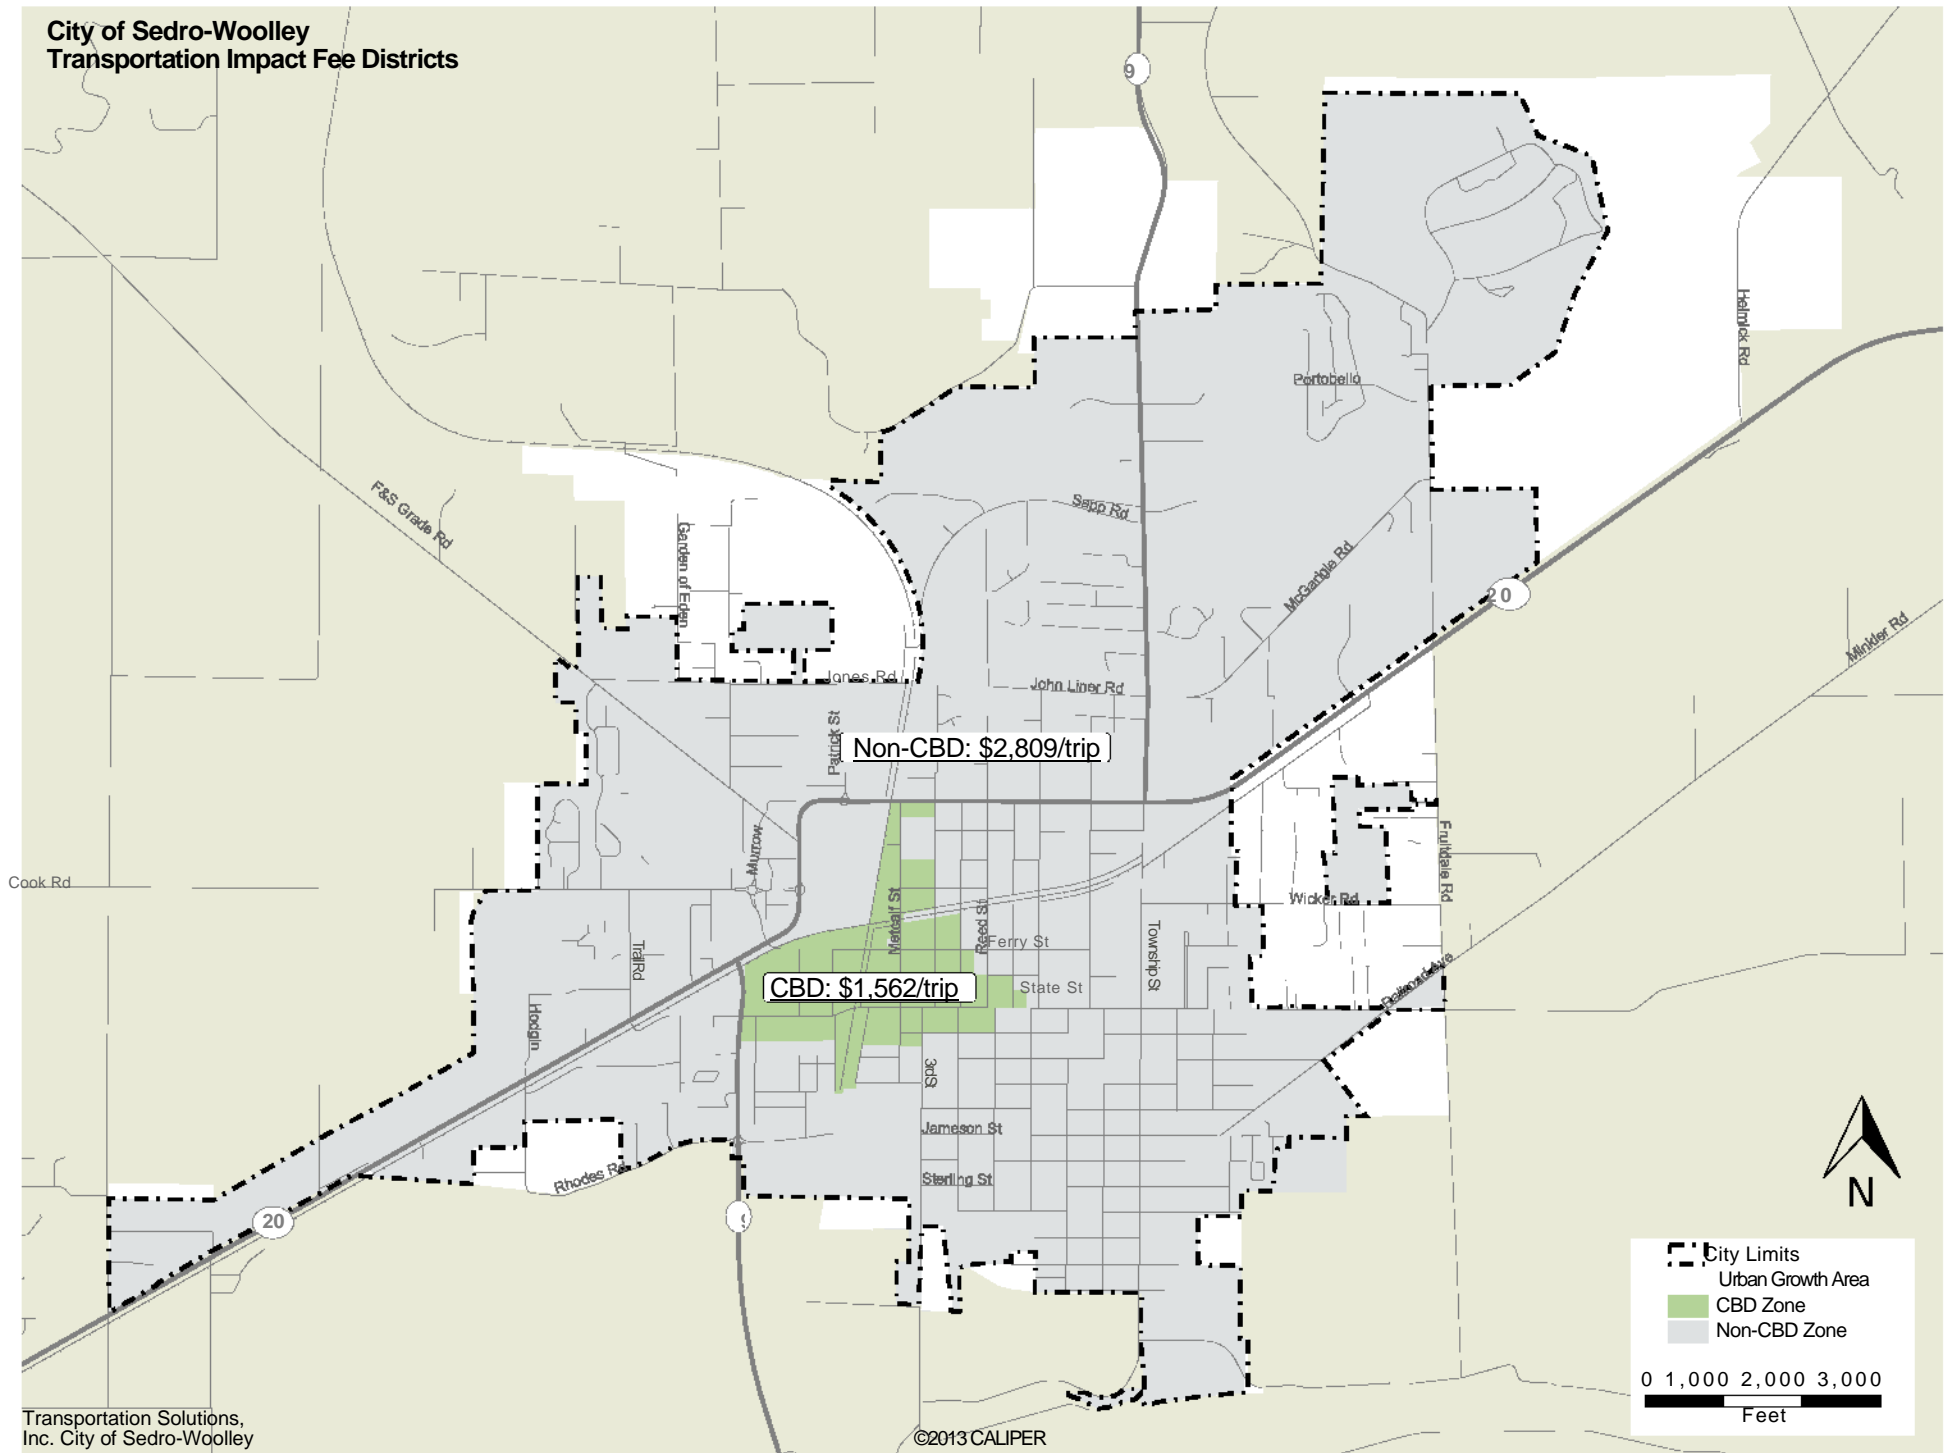 City of Sedro-Woolley
Transportation Impact Fee Districts
9
Helmick Rd
Portobello
F&S Grade Rd
Sapp Rd
Garden of Eden
McGarigle Rd
20
Minkler Rd
Jones Rd
John Liner Rd
Patrick St
Non-CBD: $2,809/trip
Murrow
Fruitdale Rd
Cook Rd
Metcalf St
Wicker Rd
Reed St
Ferry St
Township St
Trail Rd
Railroad Ave
CBD: $1,562/trip
State St
Hodgin
3rd St
Jameson St
Rhodes Rd
Sterling St
N
20
9
City Limits
Urban Growth Area
CBD Zone
Non-CBD Zone
0 1,000 2,000 3,000
Feet
Transportation Solutions,
Inc. City of Sedro-Woolley
©2013 CALIPER